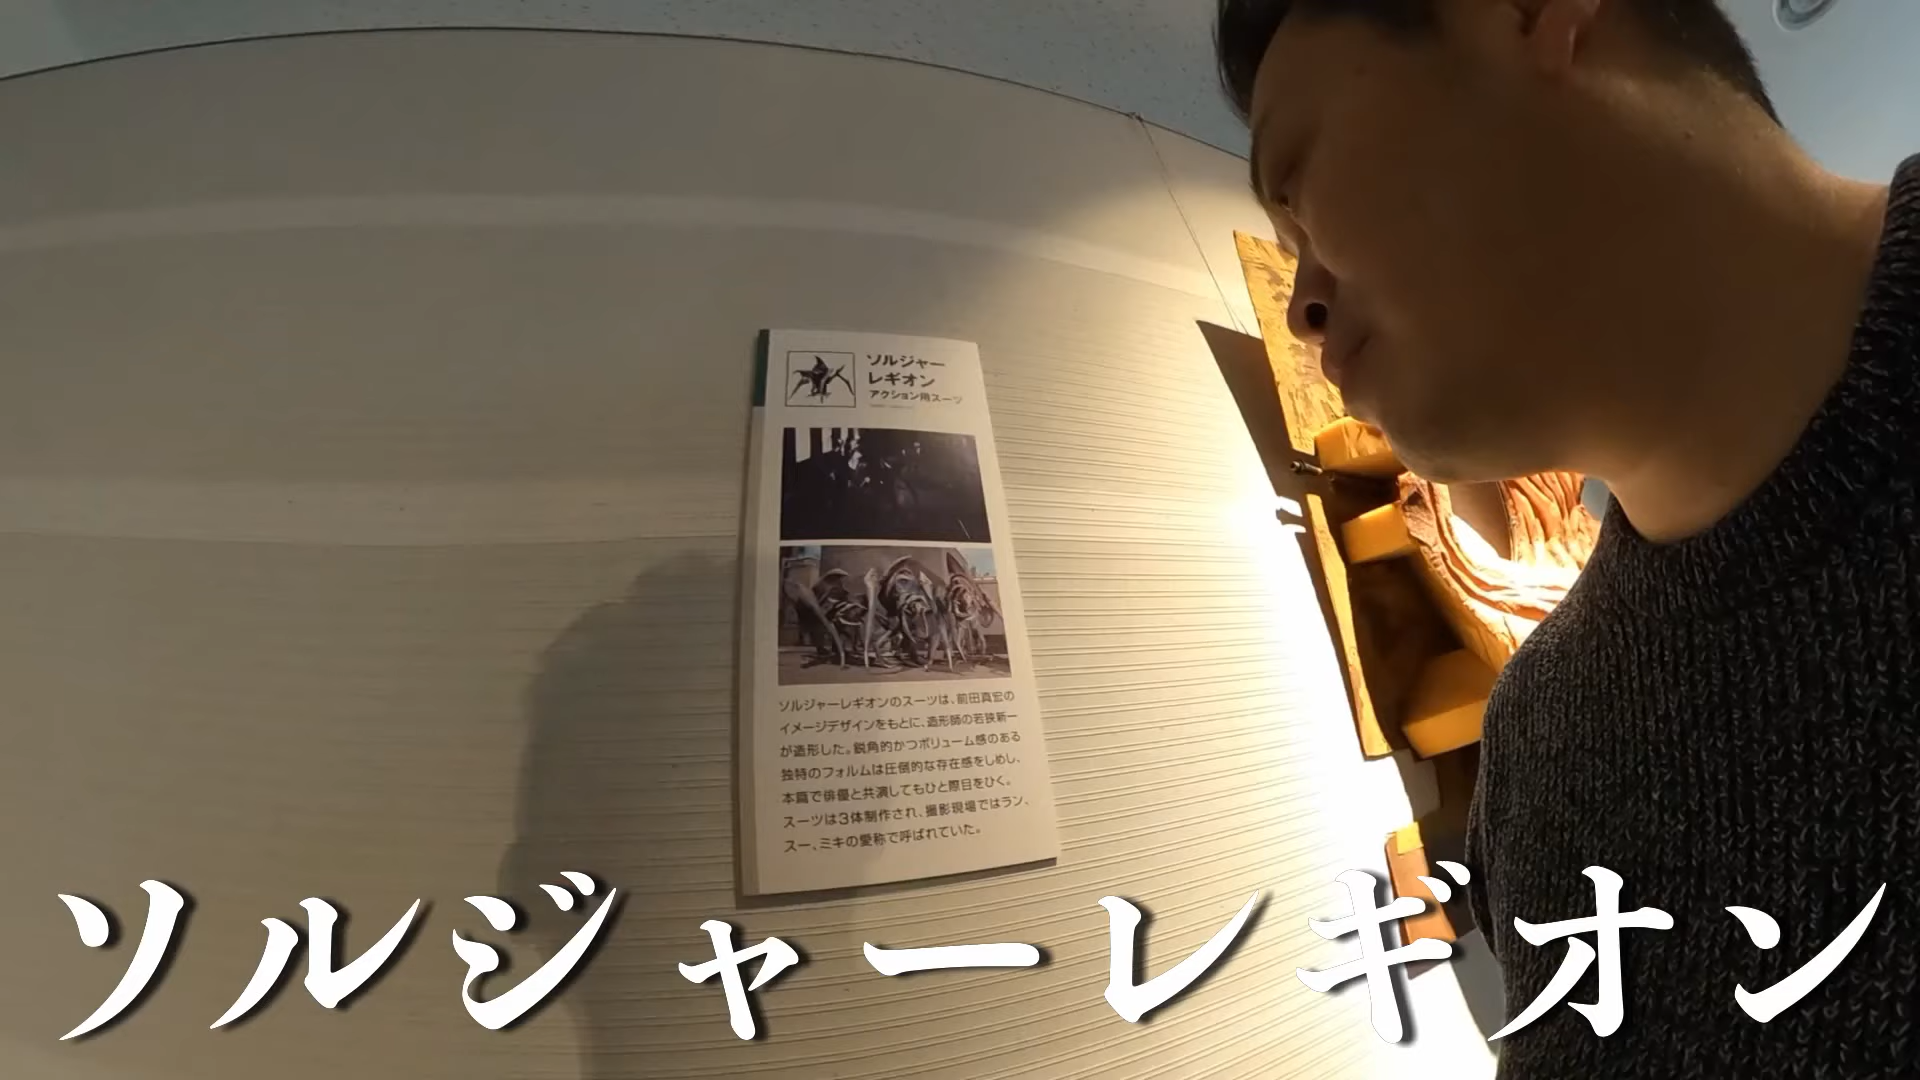 ソルジャー
レギオン
アクション用スーツ
ソルジャーレギオンのスーツは、前田真宏の
イメージデザインをもとに、造形師の若狭新一
が造形した。鋭角的かつボリューム感のある
独特のフォルムは圧倒的な存在感をしめし、
本篇で俳優と共演してもひと際目をひく。
スーツは3体制作され、撮影現場ではラン、
スー、ミキの愛称で呼ばれていた。
ソルジャーレギオン